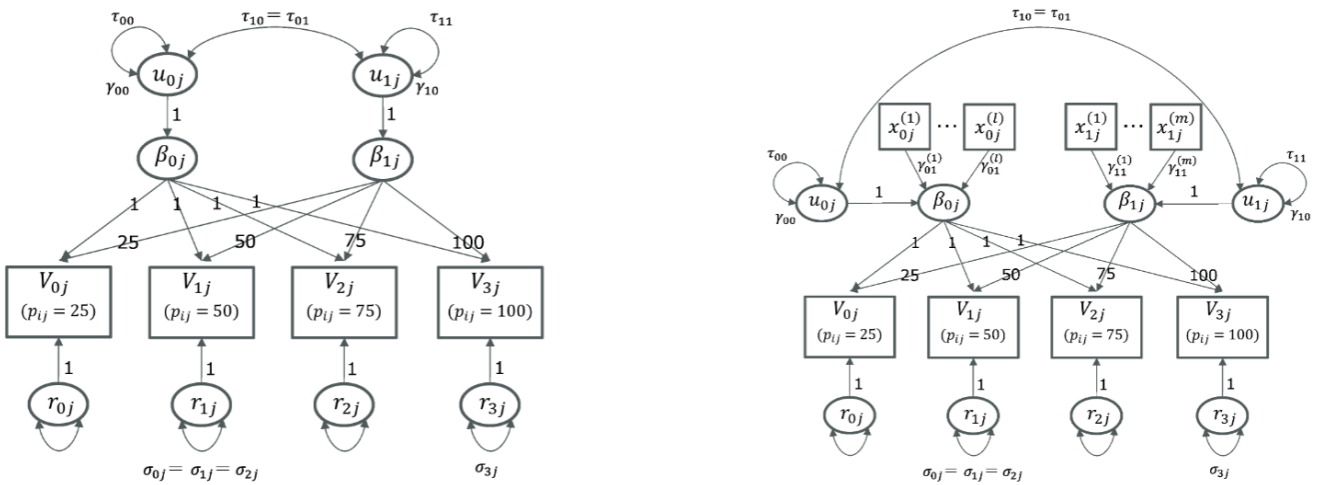 τ₀₀ τ₁₀ = τ₀₁ τ₁₁
u₀ⱼ u₁ⱼ
γ₀₀ γ₁₀
1 1
β₀ⱼ β₁ⱼ
1 1 1 1
25 50 75 100
V₀ⱼ V₁ⱼ V₂ⱼ V₃ⱼ
(pᵢⱼ = 25) (pᵢⱼ = 50) (pᵢⱼ = 75) (pᵢⱼ = 100)
1 1 1 1
r₀ⱼ r₁ⱼ r₂ⱼ r₃ⱼ
σ₀ⱼ = σ₁ⱼ = σ₂ⱼ σ₃ⱼ
τ₁₀ = τ₀₁
x₀ⱼ⁽¹⁾ ⋯ x₀ⱼ⁽ˡ⁾ x₁ⱼ⁽¹⁾ ⋯ x₁ⱼ⁽ᵐ⁾
τ₀₀ γ₀₁⁽¹⁾ γ₀₁⁽ˡ⁾ γ₁₁⁽¹⁾ γ₁₁⁽ᵐ⁾ τ₁₁
u₀ⱼ 1 β₀ⱼ β₁ⱼ 1 u₁ⱼ
γ₀₀ γ₁₀
1 1 1 1
25 50 75 100
V₀ⱼ V₁ⱼ V₂ⱼ V₃ⱼ
(pᵢⱼ = 25) (pᵢⱼ = 50) (pᵢⱼ = 75) (pᵢⱼ = 100)
1 1 1 1
r₀ⱼ r₁ⱼ r₂ⱼ r₃ⱼ
σ₀ⱼ = σ₁ⱼ = σ₂ⱼ σ₃ⱼ